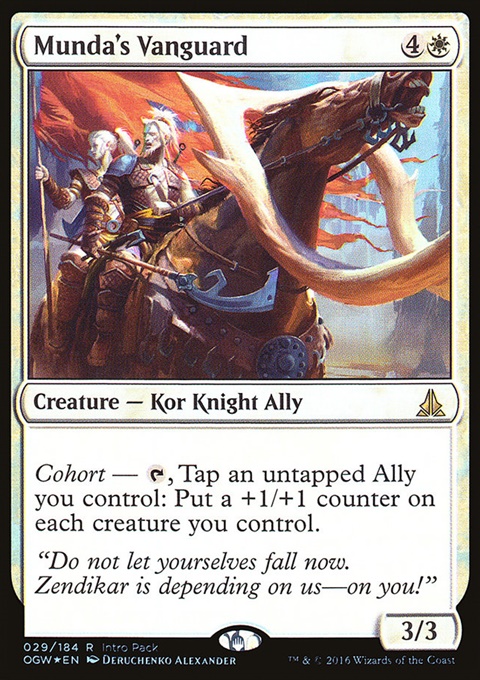 Munda's Vanguard 4
Creature — Kor Knight Ally
Cohort — , Tap an untapped Ally
you control: Put a +1/+1 counter on
each creature you control.
“Do not let yourselves fall now.
Zendikar is depending on us—on you!”
3/3
029/184 R Intro Pack
OGW★EN Deruchenko Alexander
™ & © 2016 Wizards of the Coast